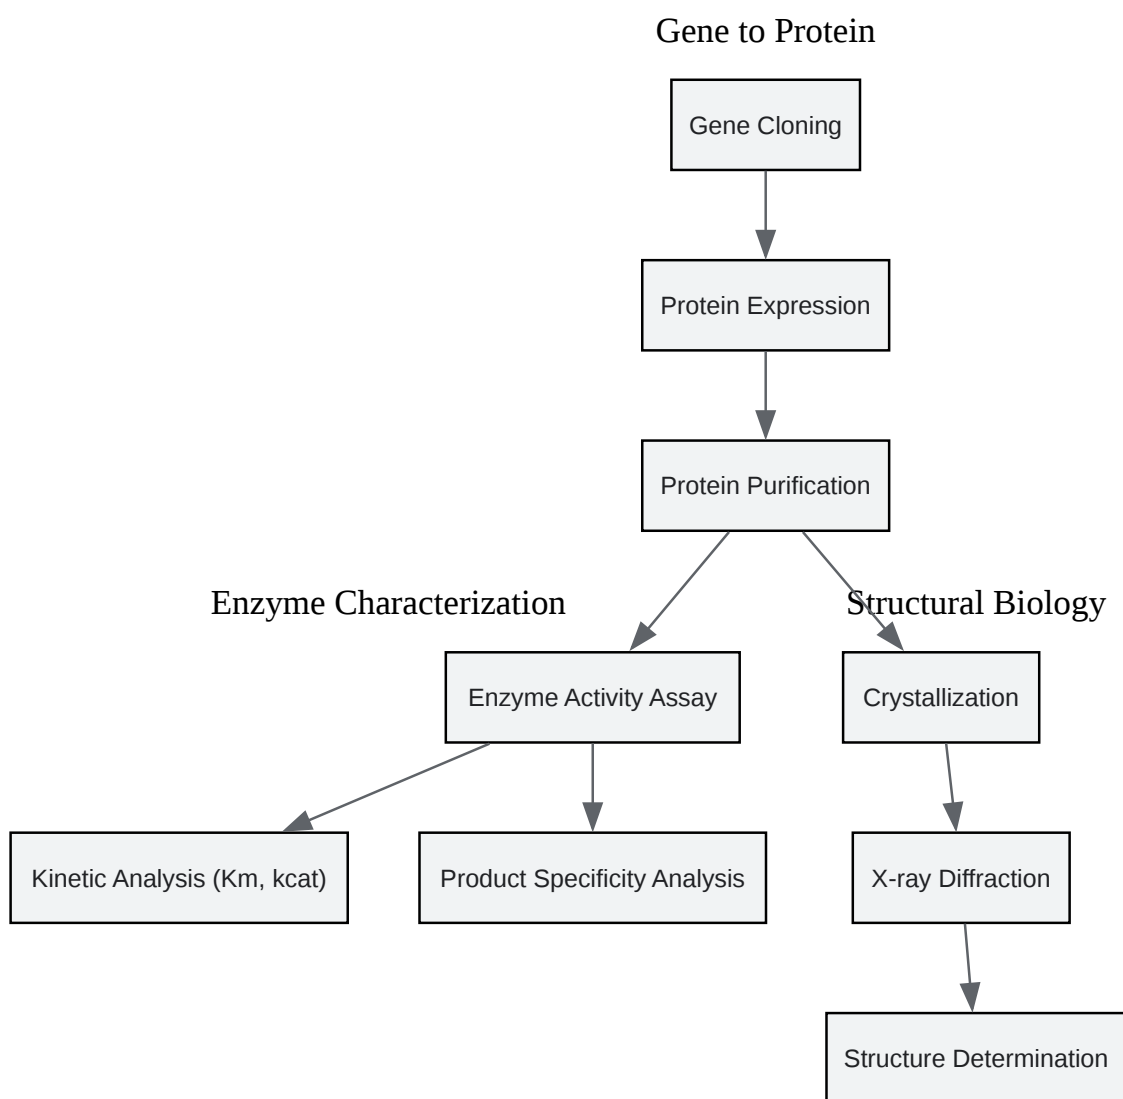 Gene to Protein
Gene Cloning
Protein Expression
Protein Purification
Enzyme Characterization
Structural Biology
Enzyme Activity Assay
Crystallization
Kinetic Analysis (Km, kcat)
Product Specificity Analysis
X-ray Diffraction
Structure Determination